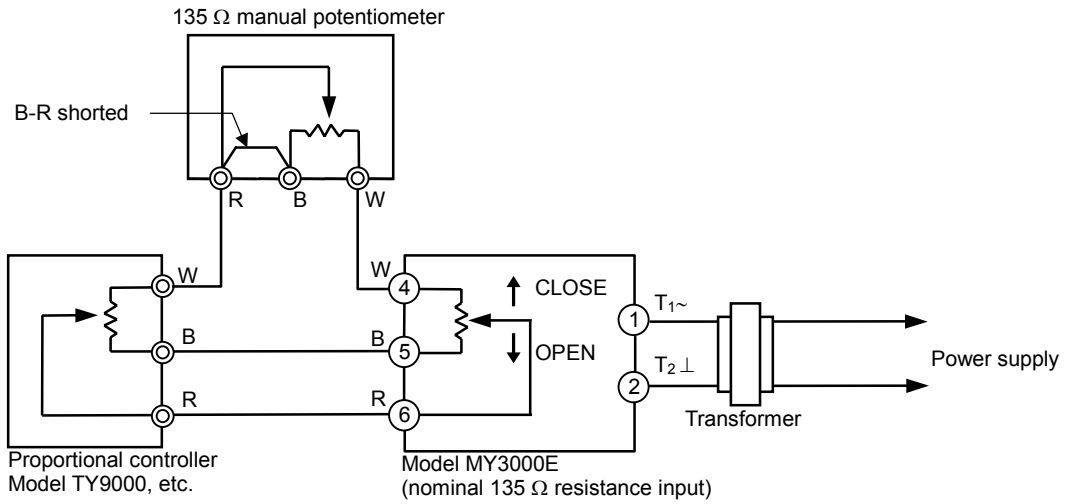 135 Ω manual potentiometer
B-R shorted
R
B
W
W
B
R
W
4
B
5
R
6
CLOSE
OPEN
1
T1~
2
T2⊥
Transformer
Power supply
Proportional controller
Model TY9000, etc.
Model MY3000E
(nominal 135 Ω resistance input)